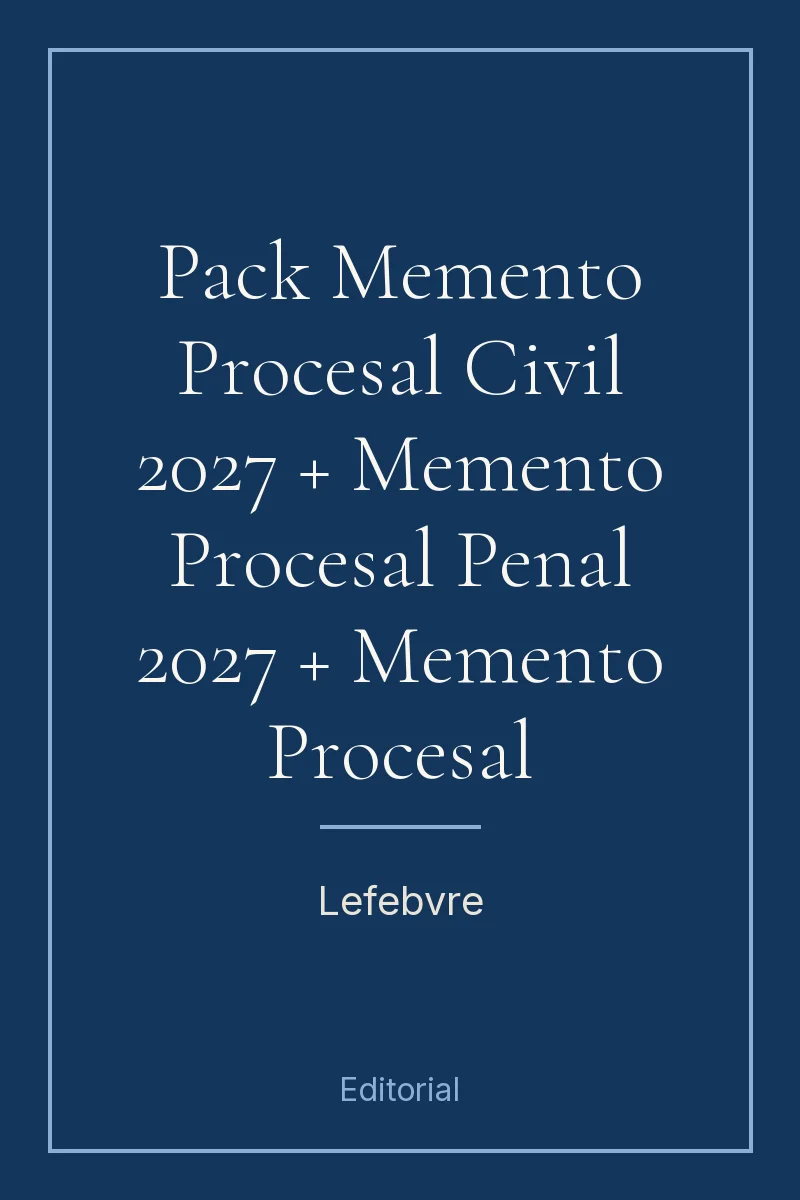 Pack Memento
Procesal Civil
2027 + Memento
Procesal Penal
2027 + Memento
Procesal
Lefebvre
Editorial